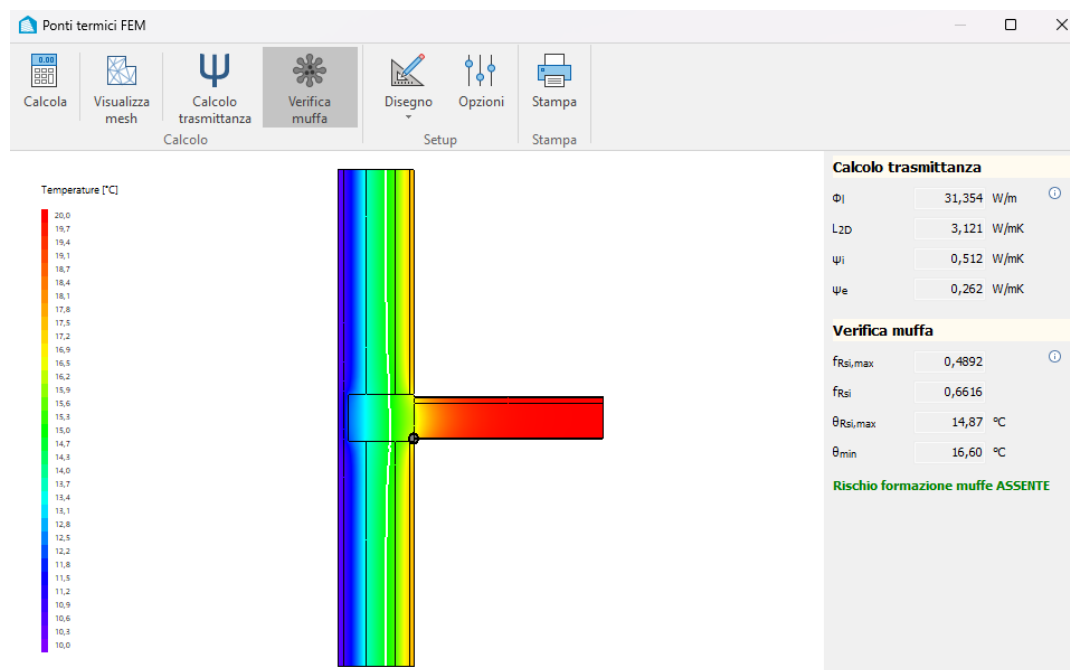 Ponti termici FEM
0.00
Calcola
Visualizza
mesh
Calcolo
trasmittanza
Verifica
muffa
Disegno
Opzioni
Stampa
Calcolo
Setup
Stampa
Temperature [°C]
20,0
19,7
19,4
19,1
18,7
18,4
18,1
17,8
17,5
17,2
16,9
16,5
16,2
15,9
15,6
15,3
15,0
14,7
14,3
14,0
13,7
13,4
13,1
12,8
12,5
12,2
11,8
11,5
11,2
10,9
10,6
10,3
10,0
Calcolo trasmittanza
Φl 31,354 W/m
L2D 3,121 W/mK
ψi 0,512 W/mK
ψe 0,262 W/mK
Verifica muffa
fRsi,max 0,4892
fRsi 0,6616
θRsi,max 14,87 °C
θmin 16,60 °C
Rischio formazione muffe ASSENTE